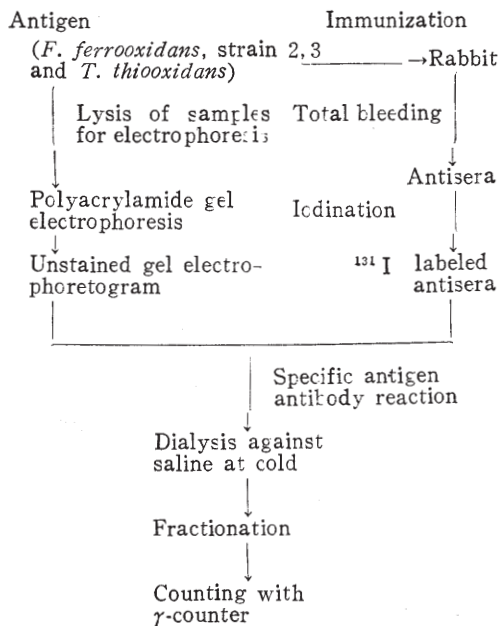 Antigen
Immunization
(F. ferrooxidans, strain 2, 3
and T. thiooxidans)
→Rabbit
Lysis of samples
for electrophoresis
Total bleeding
Antisera
Polyacrylamide gel
electrophoresis
Iodination
Unstained gel electro-
phoretogram
¹³¹I labeled
antisera
Specific antigen
antibody reaction
Dialysis against
saline at cold
Fractionation
Counting with
γ-counter